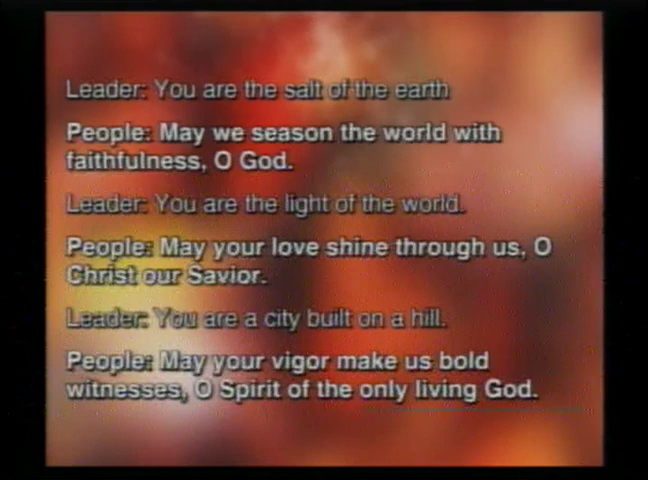 Leader: You are the salt of the earth
People: May we season the world with
faithfulness, O God.
Leader: You are the light of the world.
People: May your love shine through us, O
Christ our Savior.
Leader: You are a city built on a hill.
People: May your vigor make us bold
witnesses, O Spirit of the only living God.